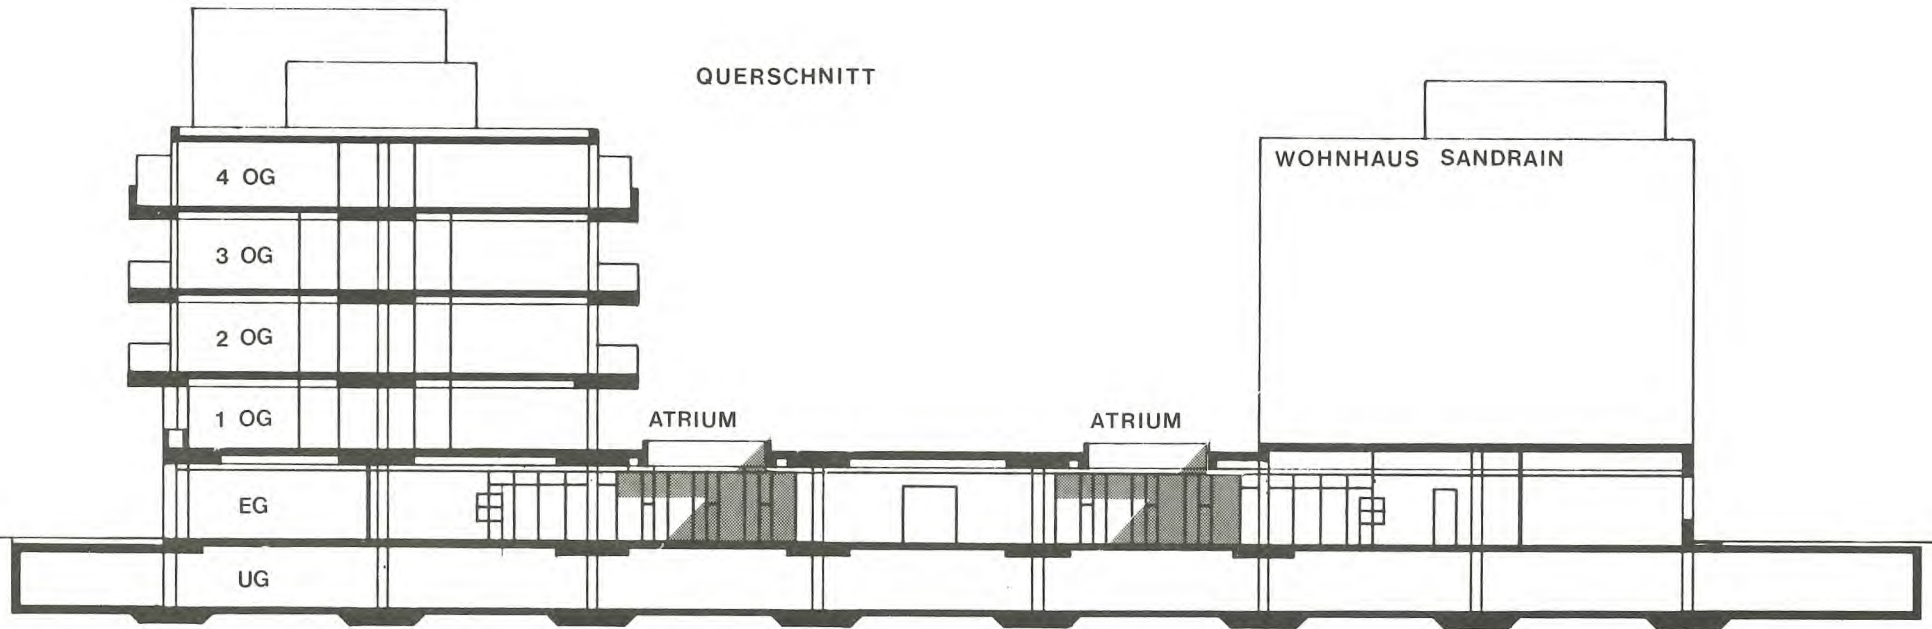 QUERSCHNITT
WOHNHAUS SANDRAIN
4 OG
3 OG
2 OG
1 OG
ATRIUM
ATRIUM
EG
UG